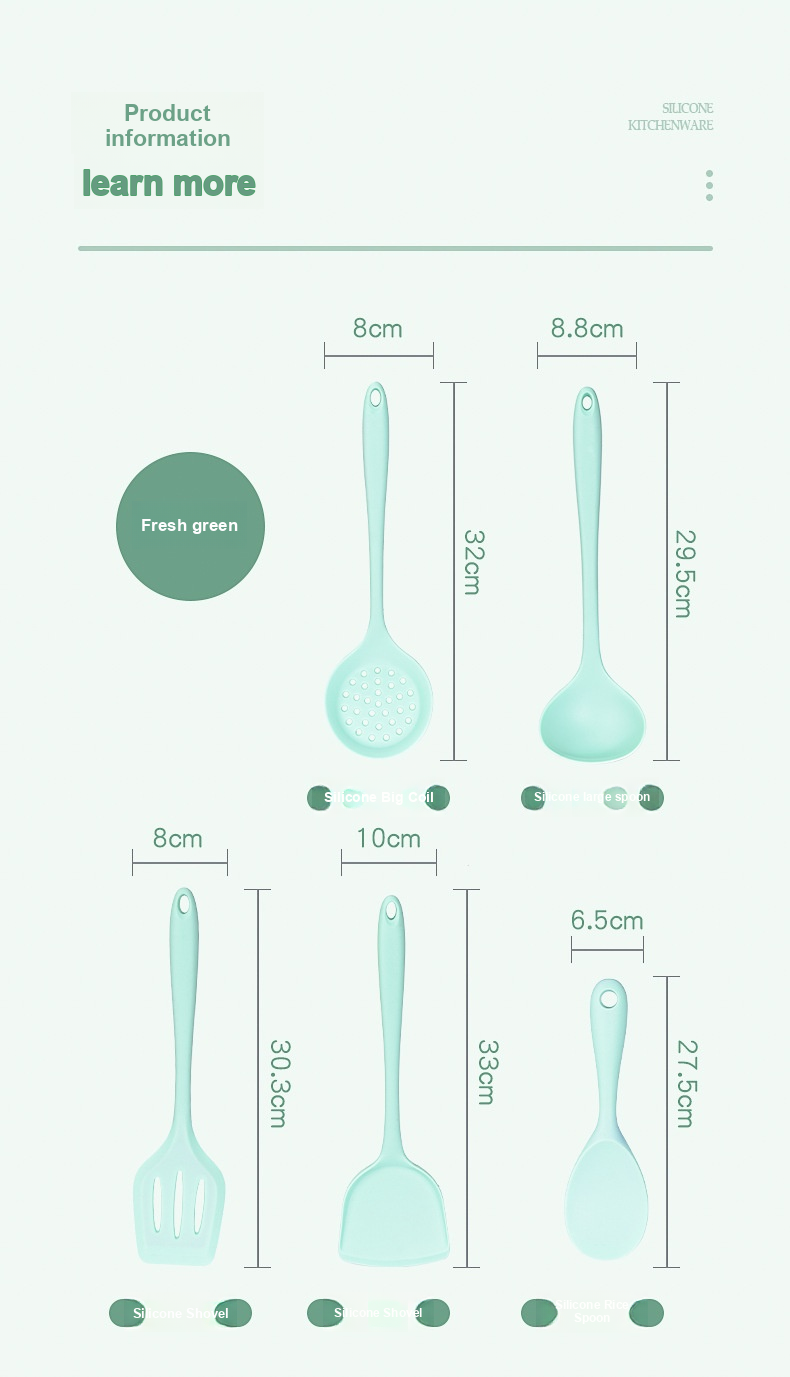 Product
information
learn more
SILICONE
KITCHENWARE
8cm
8.8cm
32cm
29.5cm
Fresh green
Silicone Big Coil
Silicone large spoon
8cm
10cm
6.5cm
30.3cm
33cm
27.5cm
Silicone Shovel
Silicone Shovel
Silicone Rice
Spoon